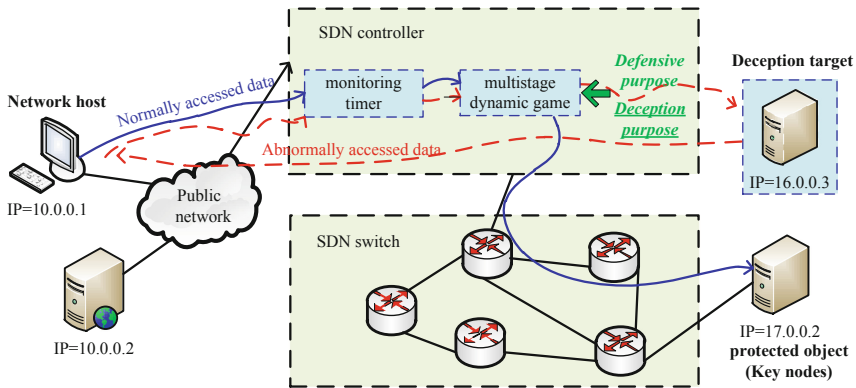 SDN controller
Defensive
purpose
Deception target
monitoring
timer
multistage
dynamic game
Normally accessed data
Network host
Deception
purpose
Abnormally accessed data
IP=16.0.0.3
Public
network
IP=10.0.0.1
SDN switch
IP=17.0.0.2
protected object
(Key nodes)
IP=10.0.0.2